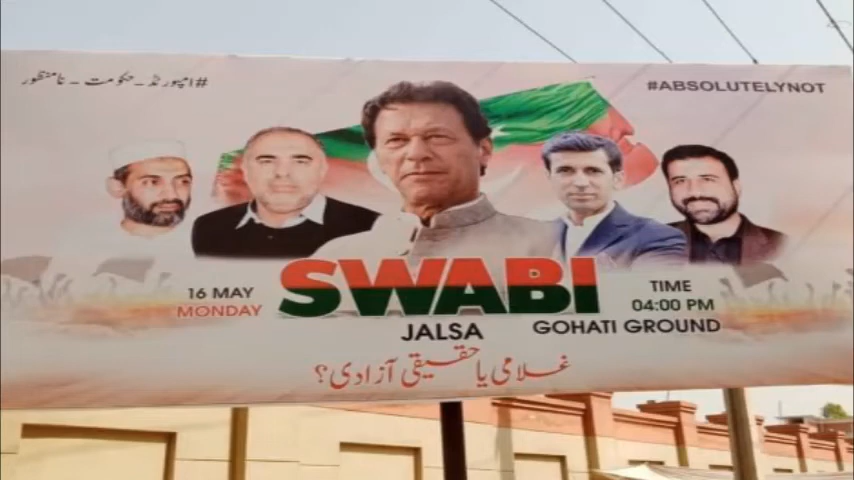 #امپورٹڈ_حکومت_نامنظور
#ABSOLUTELYNOT
16 MAY
MONDAY
SWABI
TIME
04:00 PM
JALSA
GOHATI GROUND
غلامی یا حقیقی آزادی؟